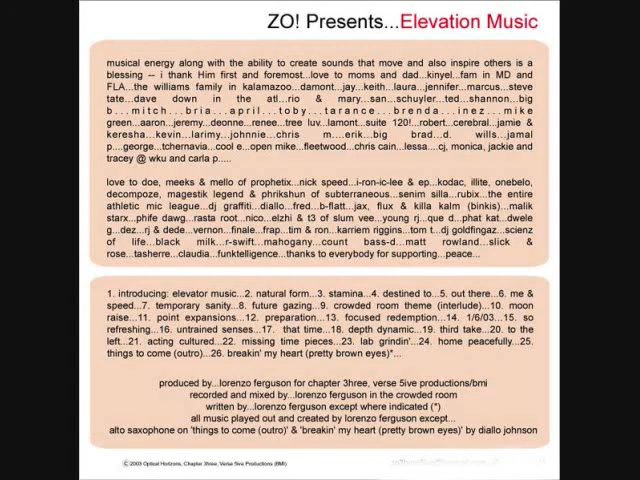 ZO! Presents...Elevation Music
musical energy along with the ability to create sounds that move and also inspire others is a
blessing -- i thank Him first and foremost...love to moms and dad...kinyel...fam in MD and
FLA...the williams family in kalamazoo...damont...jay...keith...laura...jennifer...marcus...steve
tate...dave down in the atl...rio & mary...san...schuyler...ted...shannon...big
b...mitch...bria...april...toby...tarance...brenda...inez...mike
green...aaron...jeremy...deonne...renee...tree luv...lamont...suite 120!...robert...cerebral...jamie &
keresha...kevin...larimy...johnnie...chris m....erik...big brad...d. wills...jamal
p....george...tchernavia...cool e...open mike...fleetwood...chris cain...lessa....cj, monica, jackie and
tracey @ wku and carla p.....
love to doe, meeks & mello of prophetix...nick speed...i-ron-ic-lee & ep...kodac, illite, onebelo,
decompoze, magestik legend & phrikshun of subterraneous...senim silla...rubix...the entire
athletic mic league...dj graffiti...diallo...fred...b-flatt...jax, flux & killa kalm (binkis)...malik
starx...phife dawg...rasta root...nico...elzhi & t3 of slum vee...young rj...que d...phat kat...dwele
g...dez...rj & dede...vernon...finale...frap...tim & ron...karriem riggins...tom t...dj goldfingaz...scienz
of life...black milk...r-swift...mahogany...count bass-d...matt rowland...slick &
rose...tasherre...claudia...funktelligence...thanks to everybody for supporting...peace...
1. introducing: elevator music...2. natural form...3. stamina...4. destined to...5. out there...6. me &
speed...7. temporary sanity...8. future gazing...9. crowded room theme (interlude)...10. moon
raise...11. point expansions...12. preparation...13. focused redemption...14. 1/6/03...15. so
refreshing...16. untrained senses...17. that time...18. depth dynamic...19. third take...20. to the
left...21. acting cultured...22. missing time pieces...23. lab grindin'...24. home peacefully...25.
things to come (outro)...26. breakin' my heart (pretty brown eyes)*...
produced by...lorenzo ferguson for chapter 3hree, verse 5ive productions/bmi
recorded and mixed by...lorenzo ferguson in the crowded room
written by...lorenzo ferguson except where indicated (*)
all music played out and created by lorenzo ferguson except...
alto saxophone on 'things to come (outro)' & 'breakin' my heart (pretty brown eyes)' by diallo johnson
©2003 Optical Horizons, Chapter 3hree, Verse 5ive Productions (BMI)